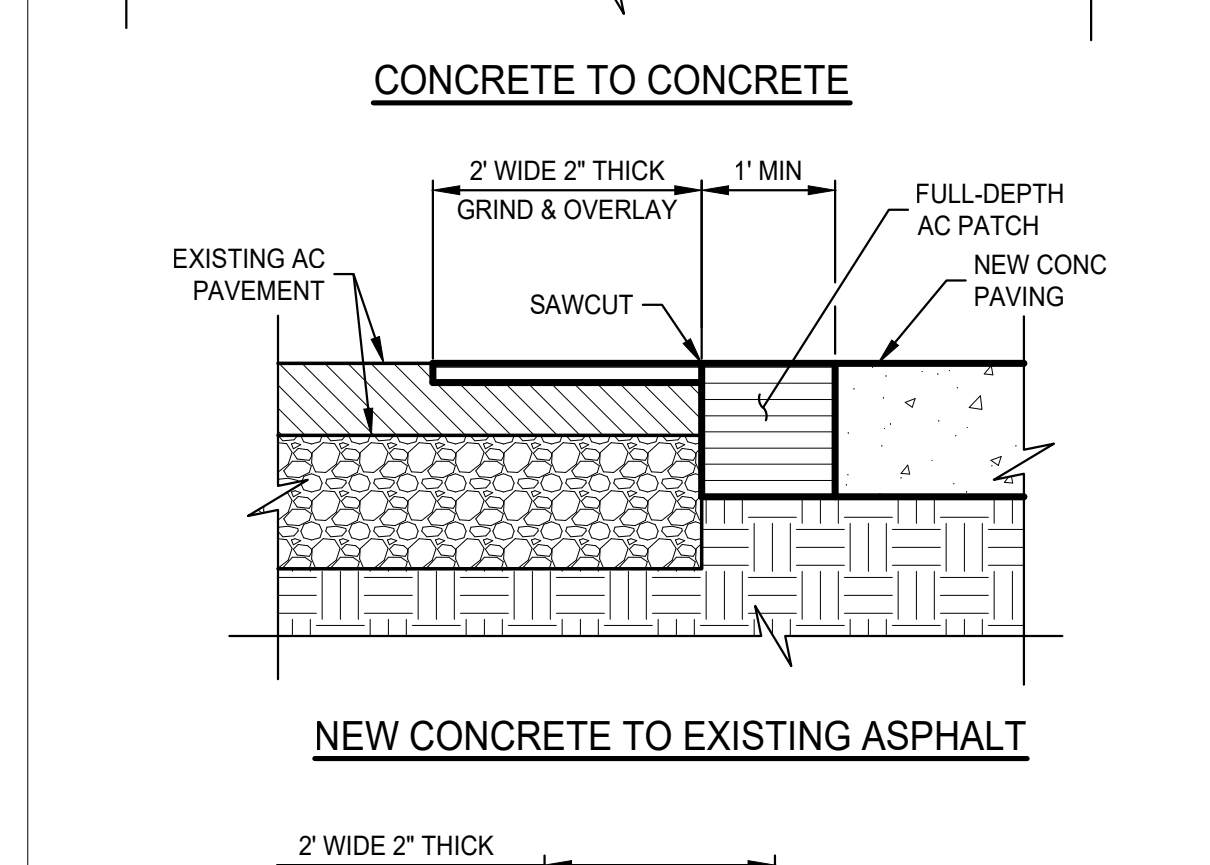 CONCRETE TO CONCRETE
2' WIDE 2" THICK
GRIND & OVERLAY
1' MIN
FULL-DEPTH
AC PATCH
EXISTING AC
PAVEMENT
SAWCUT
NEW CONC
PAVING
NEW CONCRETE TO EXISTING ASPHALT
2' WIDE 2" THICK